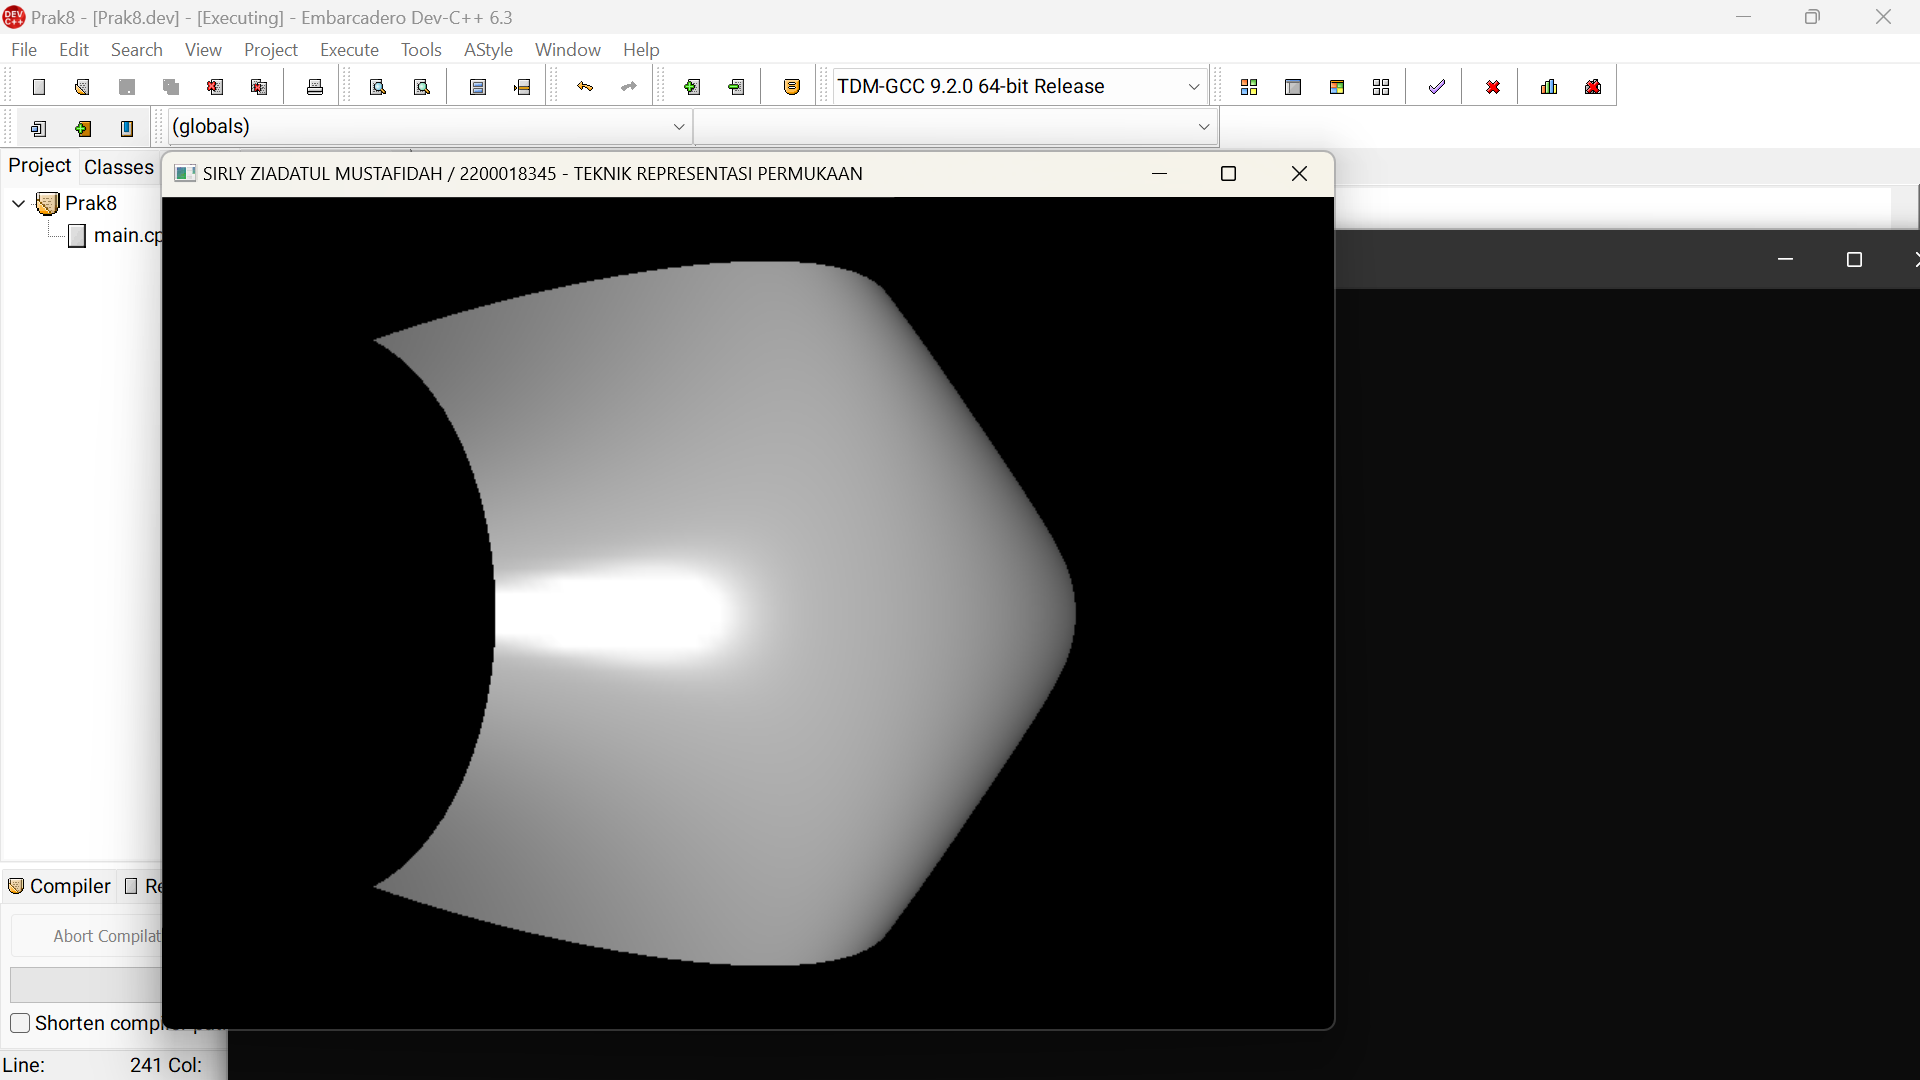 Prak8 - [Prak8.dev] - [Executing] - Embarcadero Dev-C++ 6.3
File Edit Search View Project Execute Tools AStyle Window Help
TDM-GCC 9.2.0 64-bit Release
(globals)
Project Classes
SIRLY ZIADATUL MUSTAFIDAH / 2200018345 - TEKNIK REPRESENTASI PERMUKAAN
Prak8
main.cp
Compiler Re
Abort Compilat
Shorten compi
Line: 241 Col: